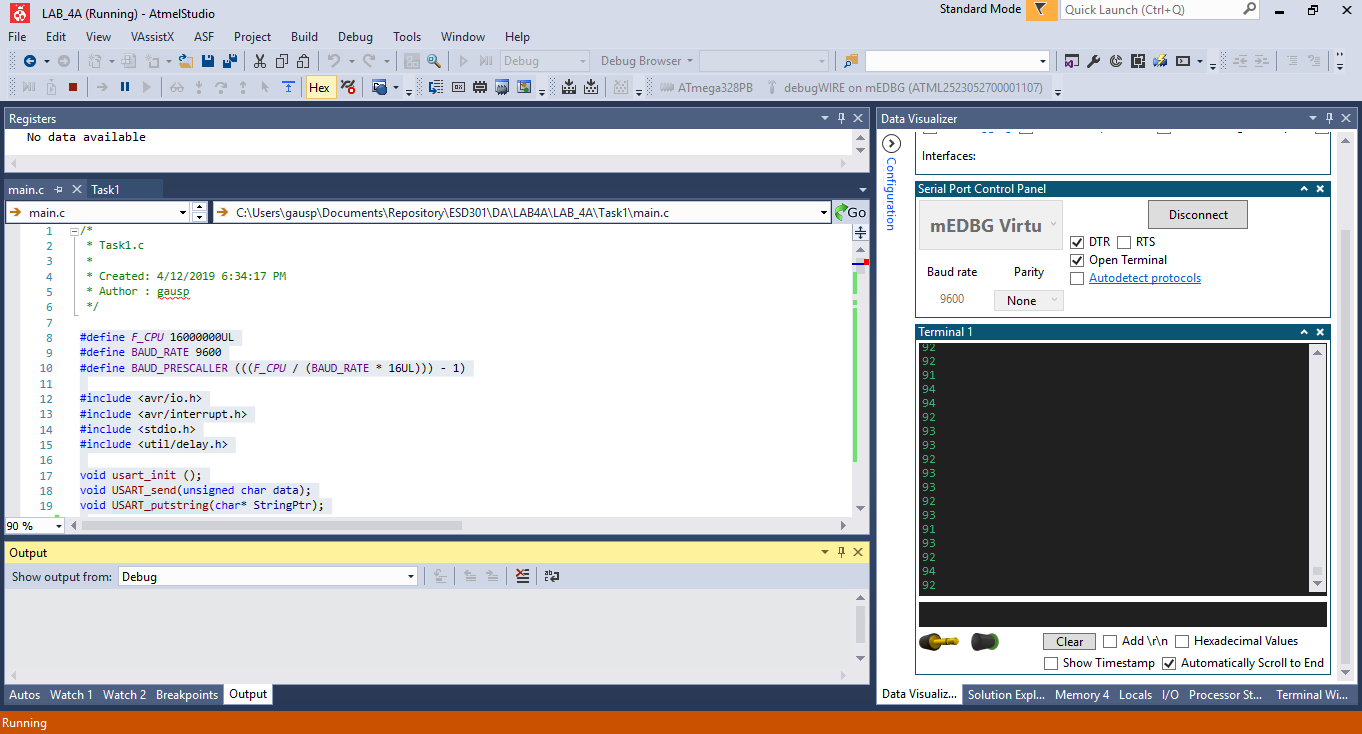 LAB_4A (Running) - AtmelStudio
Standard Mode
Quick Launch (Ctrl+Q)
File Edit View VAssistX ASF Project Build Debug Tools Window Help
Debug
Debug Browser
Hex
ATmega328PB
debugWIRE on mEDBG (ATML2523052700001107)
Registers
No data available
main.c
Task1
main.c
C:\Users\gausp\Documents\Repository\ESD301\DA\LAB4A\LAB_4A\Task1\main.c
Go
1 /*
2 * Task1.c
3 *
4 * Created: 4/12/2019 6:34:17 PM
5 * Author : gausp
6 */
7
8 #define F_CPU 16000000UL
9 #define BAUD_RATE 9600
10 #define BAUD_PRESCALLER (((F_CPU / (BAUD_RATE * 16UL))) - 1)
11
12 #include <avr/io.h>
13 #include <avr/interrupt.h>
14 #include <stdio.h>
15 #include <util/delay.h>
16
17 void usart_init ();
18 void USART_send(unsigned char data);
19 void USART_putstring(char* StringPtr);
90 %
Output
Show output from: Debug
Autos Watch 1 Watch 2 Breakpoints Output
Data Visualizer
Configuration
Interfaces:
Serial Port Control Panel
mEDBG Virtu
Disconnect
DTR RTS
Open Terminal
Autodetect protocols
Baud rate
Parity
9600
None
Terminal 1
92
92
91
94
94
92
93
93
92
93
93
92
93
91
93
92
94
92
Clear
Add \r\n
Hexadecimal Values
Show Timestamp
Automatically Scroll to End
Data Visualiz... Solution Expl... Memory 4 Locals I/O Processor St... Terminal Wi...
Running